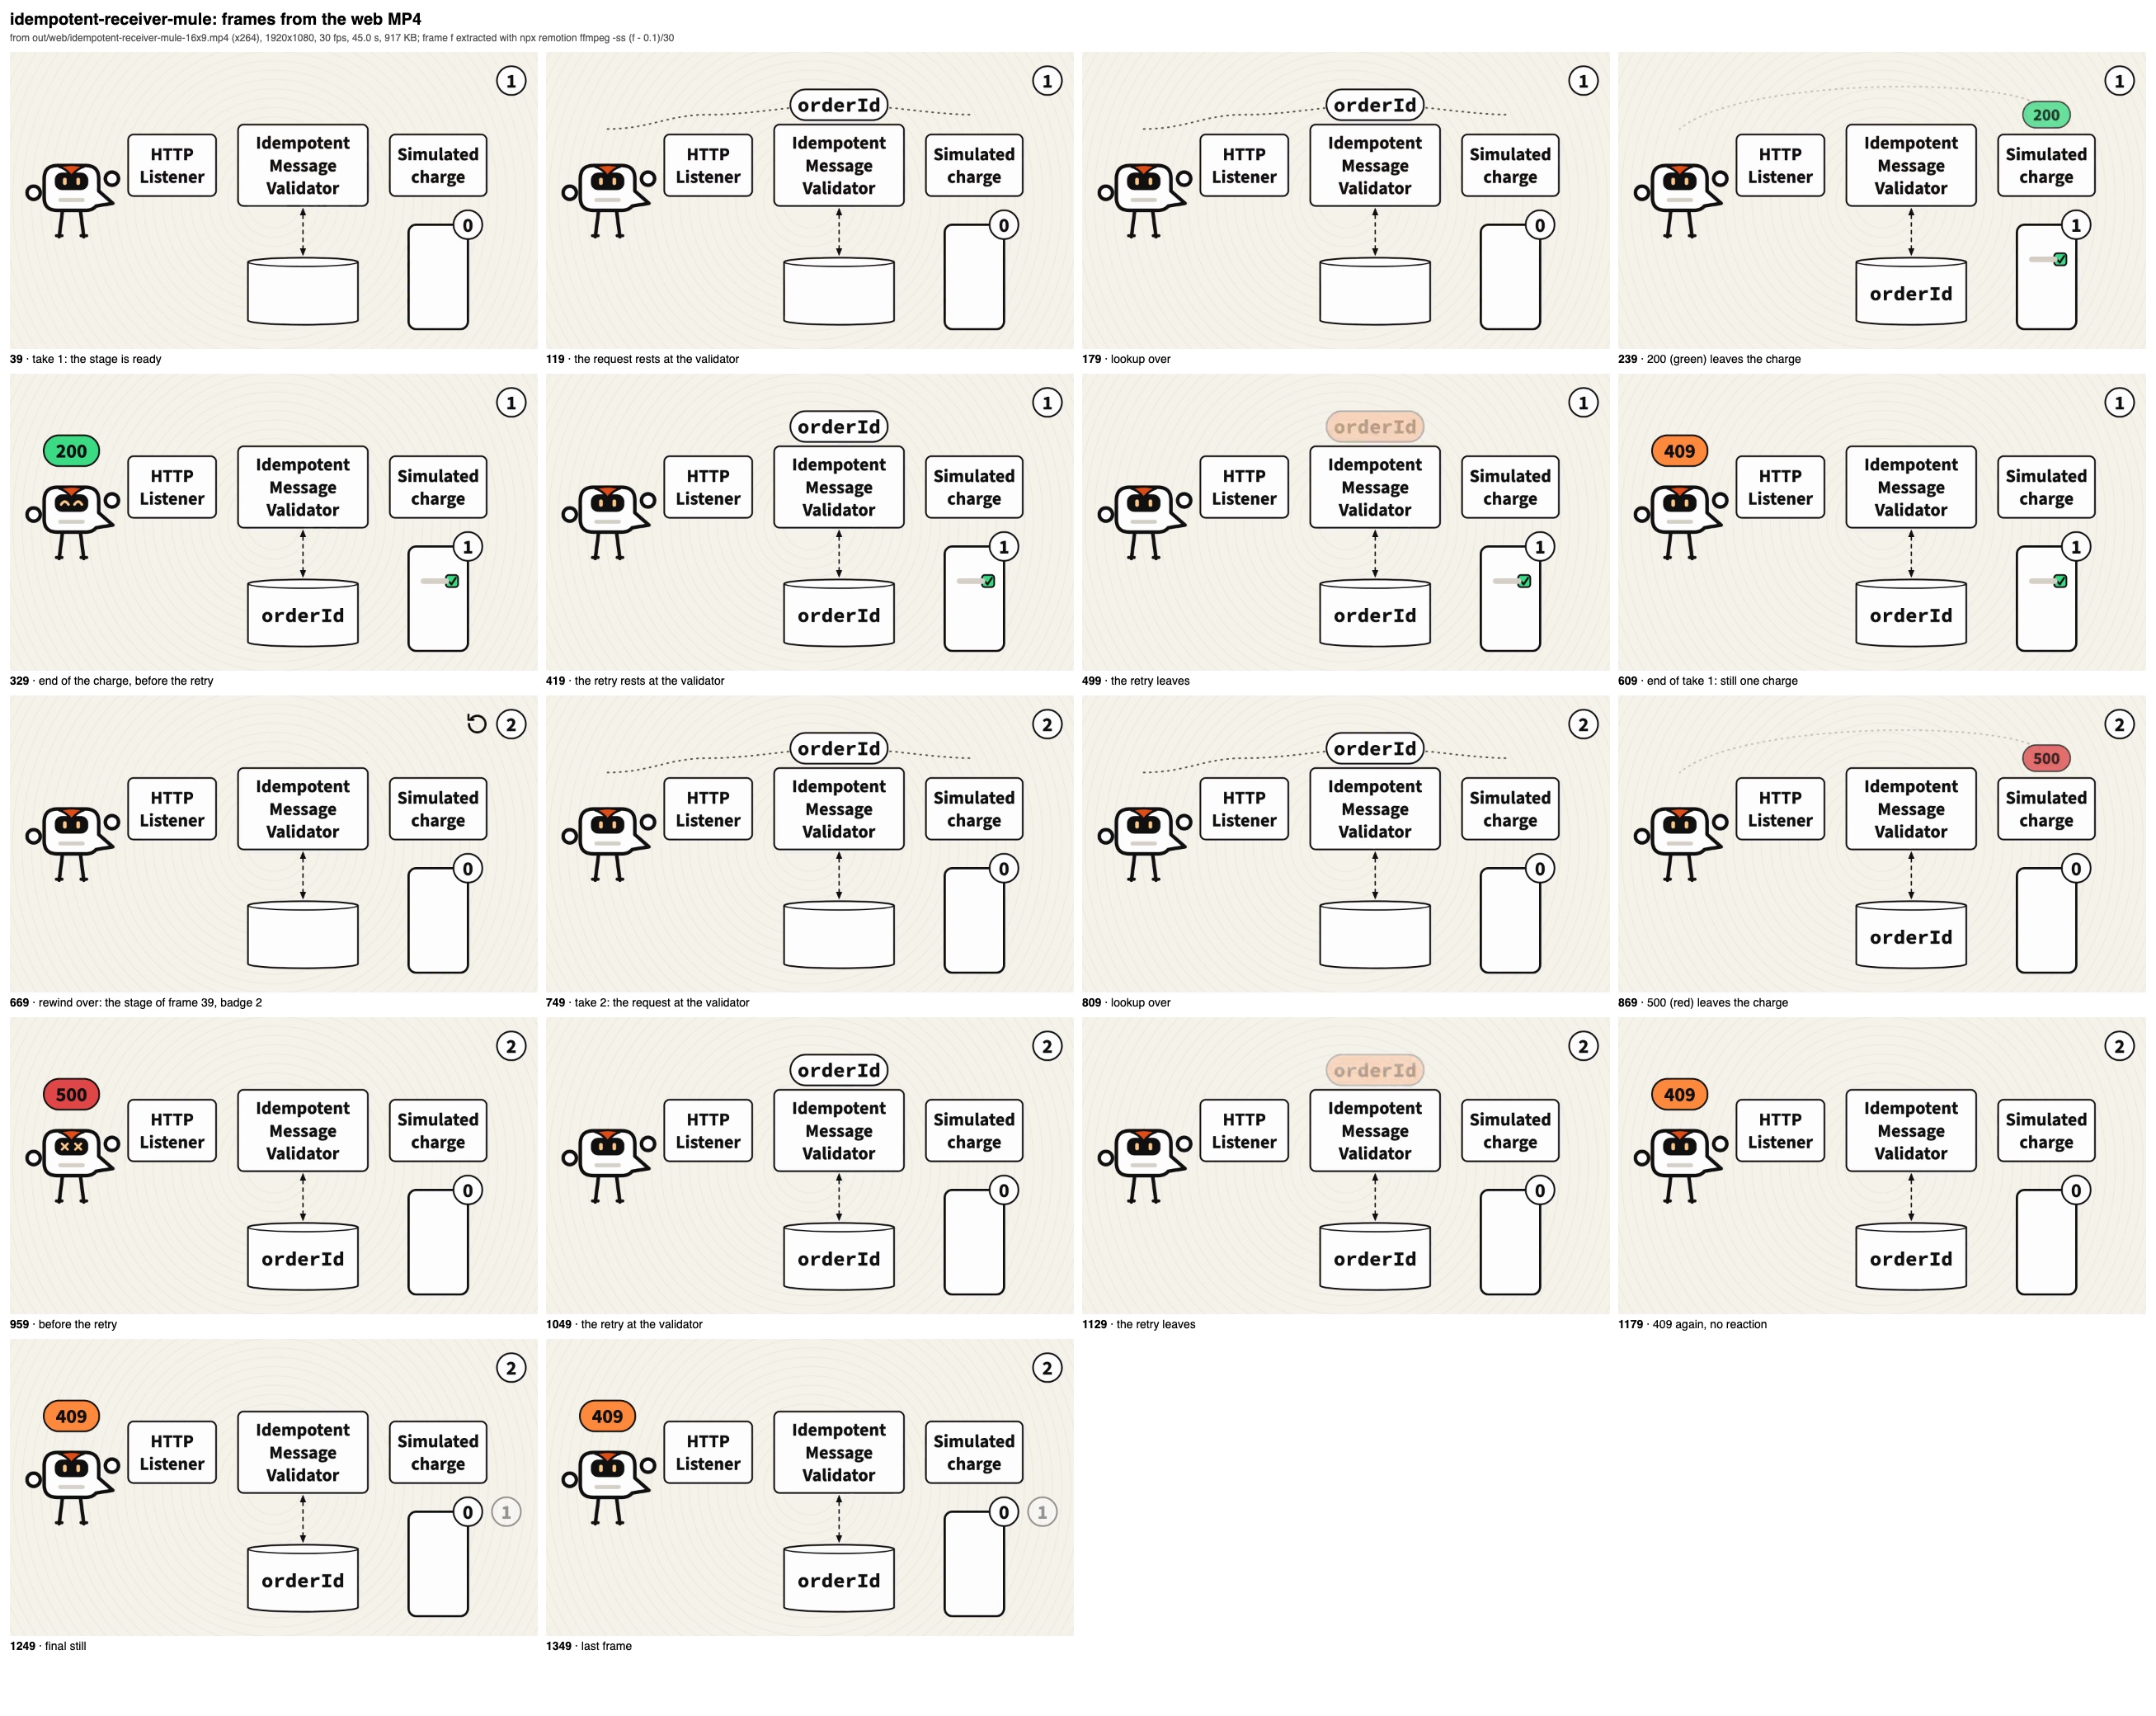 idempotent-receiver-mule: frames from the web MP4
from out/web/idempotent-receiver-mule-16x9.mp4 (x264), 1920x1080, 30 fps, 45.0 s, 917 KB; frame f extracted with npx remotion ffmpeg -ss (f - 0.1)/30
1
HTTP
Listener
Idempotent
Message
Validator
Simulated
charge
0
39 · take 1: the stage is ready
1
orderId
HTTP
Listener
Idempotent
Message
Validator
Simulated
charge
0
119 · the request rests at the validator
1
orderId
HTTP
Listener
Idempotent
Message
Validator
Simulated
charge
0
179 · lookup over
1
200
HTTP
Listener
Idempotent
Message
Validator
Simulated
charge
1
orderId
239 · 200 (green) leaves the charge
1
200
HTTP
Listener
Idempotent
Message
Validator
Simulated
charge
1
orderId
329 · end of the charge, before the retry
1
orderId
HTTP
Listener
Idempotent
Message
Validator
Simulated
charge
1
orderId
419 · the retry rests at the validator
1
orderId
HTTP
Listener
Idempotent
Message
Validator
Simulated
charge
1
orderId
499 · the retry leaves
1
409
HTTP
Listener
Idempotent
Message
Validator
Simulated
charge
1
orderId
609 · end of take 1: still one charge
2
HTTP
Listener
Idempotent
Message
Validator
Simulated
charge
0
669 · rewind over: the stage of frame 39, badge 2
2
orderId
HTTP
Listener
Idempotent
Message
Validator
Simulated
charge
0
749 · take 2: the request at the validator
2
orderId
HTTP
Listener
Idempotent
Message
Validator
Simulated
charge
0
809 · lookup over
2
500
HTTP
Listener
Idempotent
Message
Validator
Simulated
charge
0
orderId
869 · 500 (red) leaves the charge
2
500
HTTP
Listener
Idempotent
Message
Validator
Simulated
charge
0
orderId
959 · before the retry
2
orderId
HTTP
Listener
Idempotent
Message
Validator
Simulated
charge
0
orderId
1049 · the retry at the validator
2
orderId
HTTP
Listener
Idempotent
Message
Validator
Simulated
charge
0
orderId
1129 · the retry leaves
2
409
HTTP
Listener
Idempotent
Message
Validator
Simulated
charge
0
orderId
1179 · 409 again, no reaction
2
409
HTTP
Listener
Idempotent
Message
Validator
Simulated
charge
0 1
orderId
1249 · final still
2
409
HTTP
Listener
Idempotent
Message
Validator
Simulated
charge
0 1
orderId
1349 · last frame